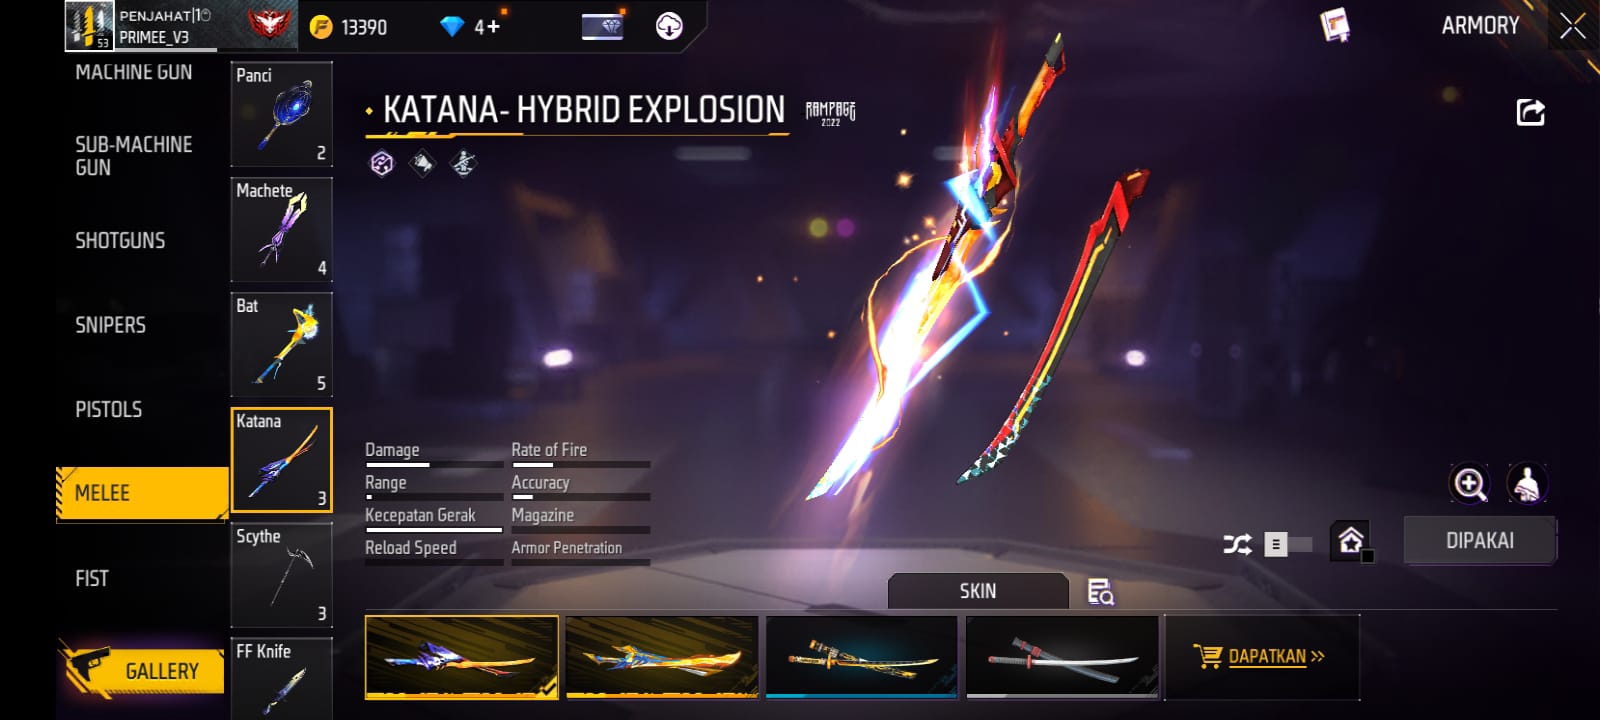 PENJAHAT|1
PRIMEE_V3
53
13390
4+
ARMORY
MACHINE GUN
SUB-MACHINE
GUN
SHOTGUNS
SNIPERS
PISTOLS
MELEE
FIST
GALLERY
Panci
2
Machete
4
Bat
5
Katana
3
Scythe
3
FF Knife
KATANA- HYBRID EXPLOSION
RAMPAGE
2022
Damage
Rate of Fire
Range
Accuracy
Kecepatan Gerak
Magazine
Reload Speed
Armor Penetration
DIPAKAI
SKIN
DAPATKAN >>